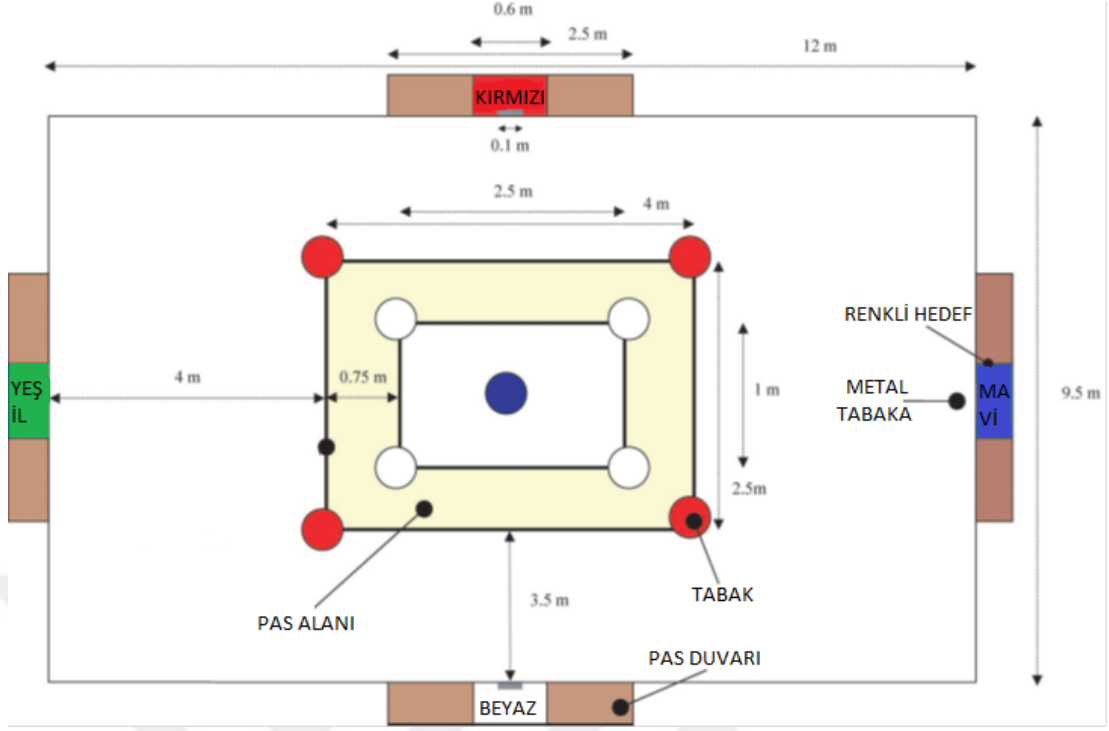 0.6 m
2.5 m
12 m
KIRMIZI
0.1 m
2.5 m
4 m
RENKLİ HEDEF
YEŞ
İL
4 m
0.75 m
1 m
METAL
TABAKA
MA
Vİ
9.5 m
2.5m
3.5 m
TABAK
PAS ALANI
PAS DUVARI
BEYAZ